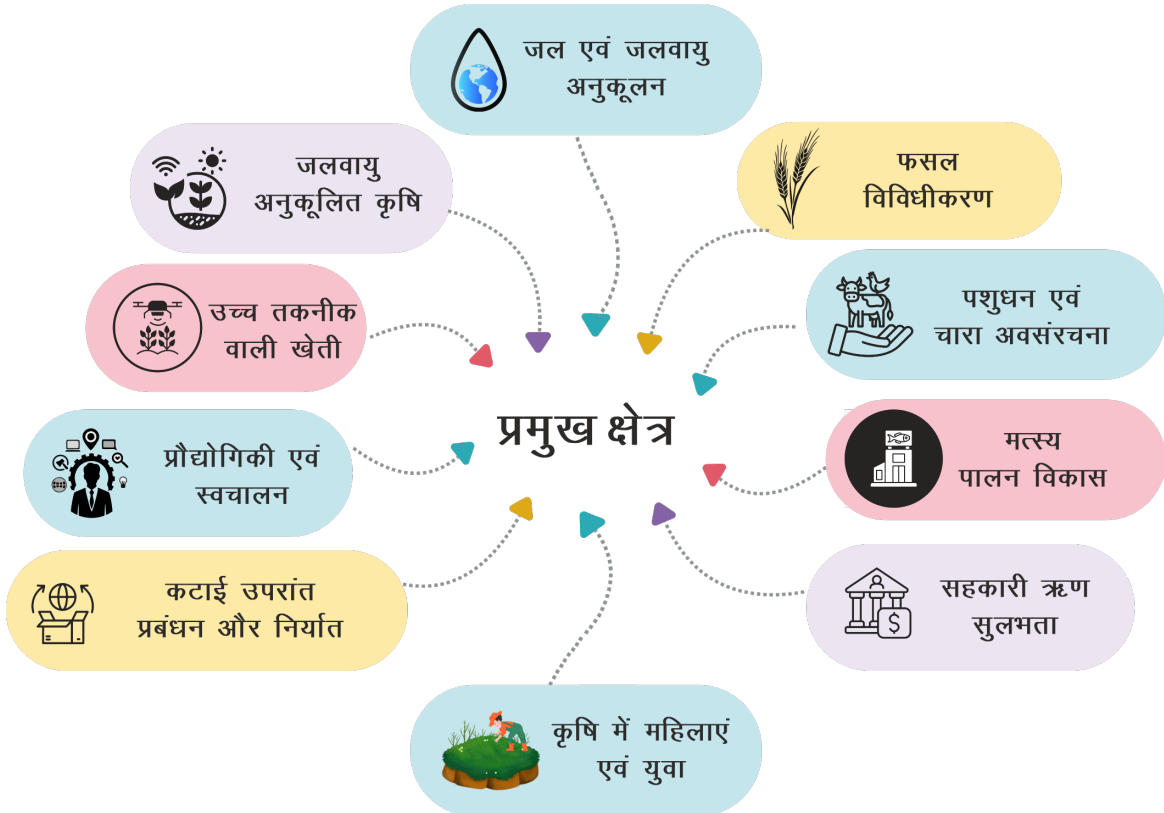 जल एवं जलवायु
अनुकूलन
फसल
विविधीकरण
पशुधन एवं
चारा अवसंरचना
मत्स्य
पालन विकास
सहकारी ऋण
सुलभता
कृषि में महिलाएं
एवं युवा
कटाई उपरांत
प्रबंधन और निर्यात
प्रौद्योगिकी एवं
स्वचालन
उच्च तकनीक
वाली खेती
जलवायु
अनुकूलित कृषि
प्रमुख क्षेत्र
$